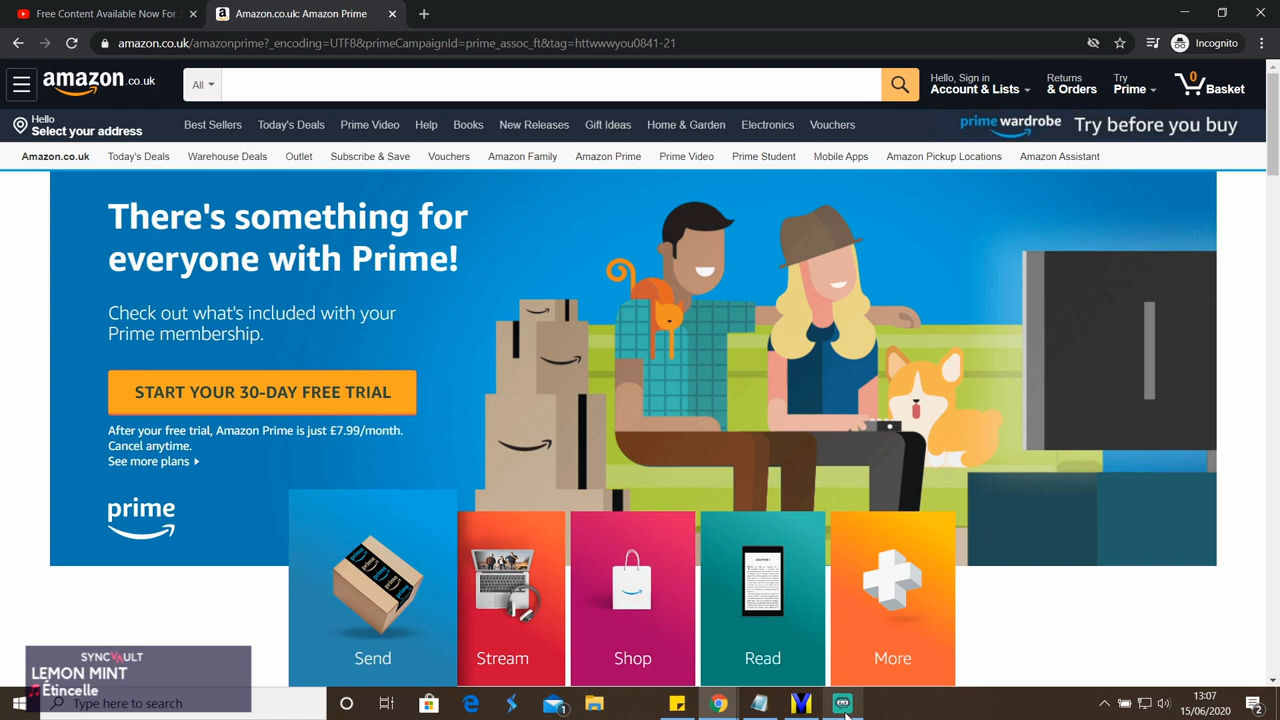 Free Content Available Now For
Amazon.co.uk: Amazon Prime
amazon.co.uk/amazonprime?_encoding=UTF8&primeCampaignId=prime_assoc_ft&tag=httwwwyou0841-21
Incognito
amazon.co.uk
All
Hello, Sign in
Account & Lists
Returns
& Orders
Try
Prime
0
Basket
Hello
Select your address
Best Sellers
Today's Deals
Prime Video
Help
Books
New Releases
Gift Ideas
Home & Garden
Electronics
Vouchers
prime wardrobe
Try before you buy
Amazon.co.uk
Today's Deals
Warehouse Deals
Outlet
Subscribe & Save
Vouchers
Amazon Family
Amazon Prime
Prime Video
Prime Student
Mobile Apps
Amazon Pickup Locations
Amazon Assistant
There's something for
everyone with Prime!
Check out what's included with your
Prime membership.
START YOUR 30-DAY FREE TRIAL
After your free trial, Amazon Prime is just £7.99/month.
Cancel anytime.
See more plans
prime
Send
Stream
Shop
Read
More
SYNCVAULT
LEMON MINT
Étincelle
Type here to search
1
13:07
15/06/2020
2